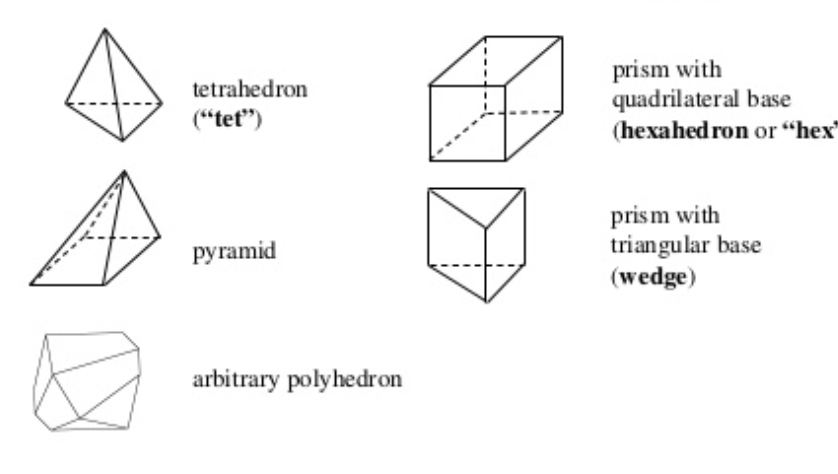 tetrahedron
(“tet”)
pyramid
arbitrary polyhedron
prism with
quadrilateral base
(hexahedron or “hex”
prism with
triangular base
(wedge)